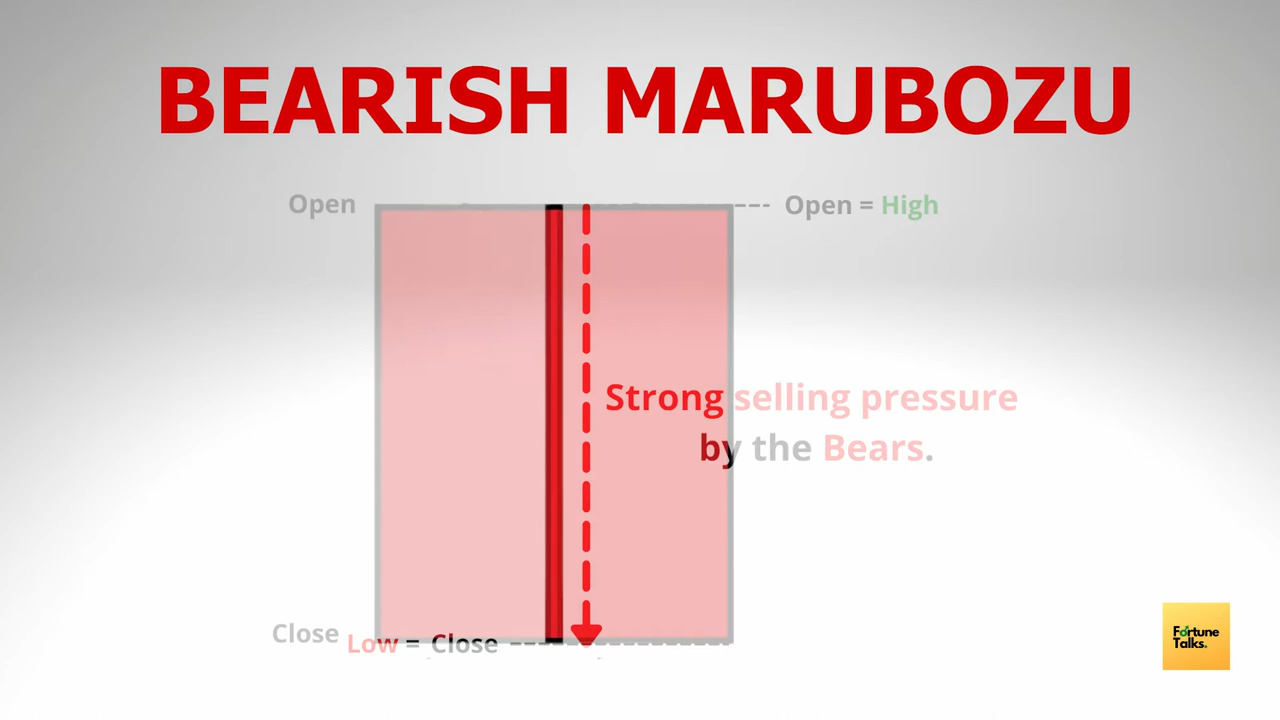 BEARISH MARUBOZU
Open
Open = High
Strong selling pressure
by the Bears.
Close
Low = Close
Fortune
Talks.